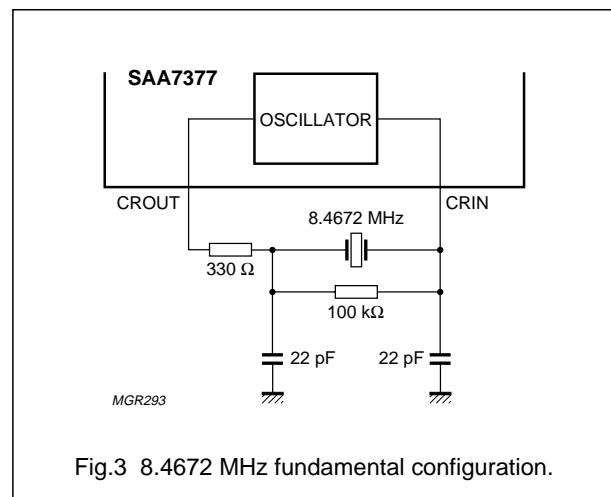 SAA7377
OSCILLATOR
CROUT
CRIN
8.4672 MHz
330 Ω
100 kΩ
22 pF
22 pF
MGR293
Fig.3 8.4672 MHz fundamental configuration.